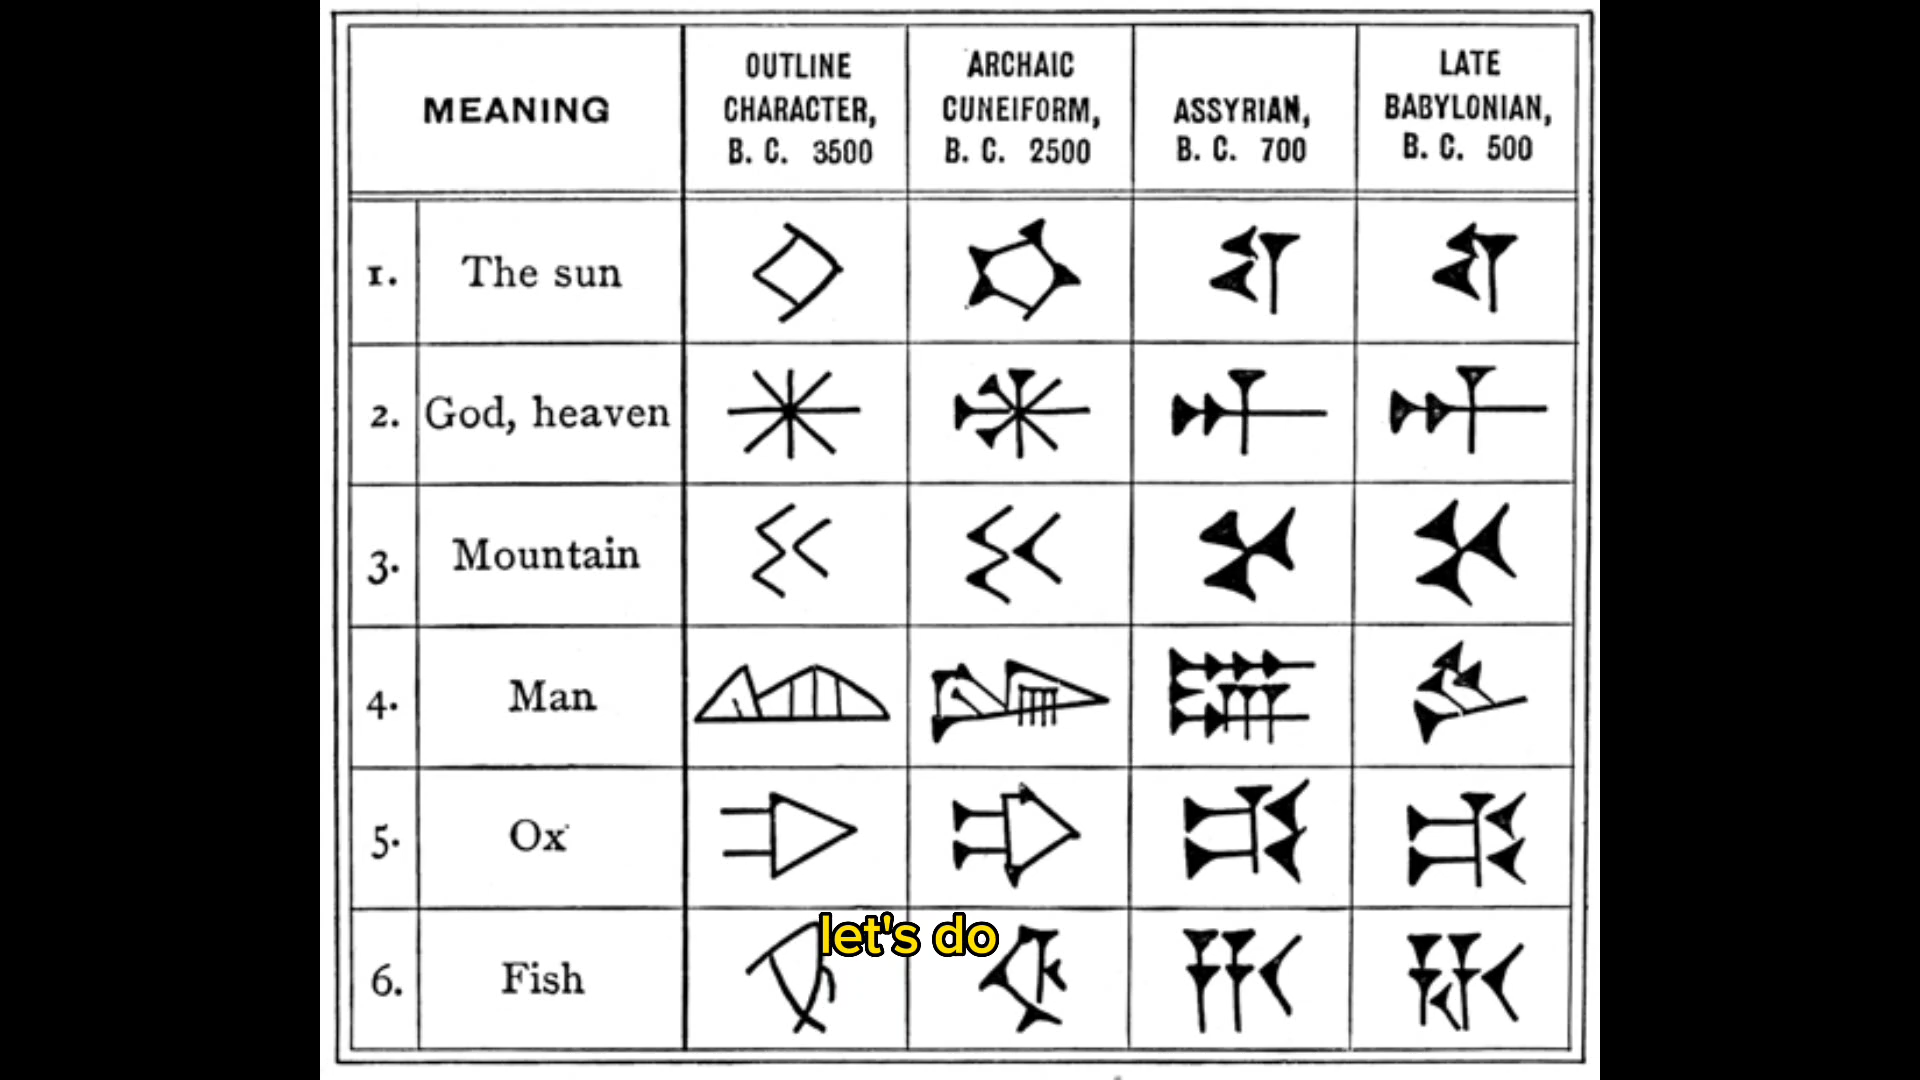 MEANING
OUTLINE
CHARACTER,
B. C. 3500
ARCHAIC
CUNEIFORM,
B. C. 2500
ASSYRIAN,
B. C. 700
LATE
BABYLONIAN,
B. C. 500
1. The sun
2. God, heaven
3. Mountain
4. Man
5. Ox
6. Fish
let's do